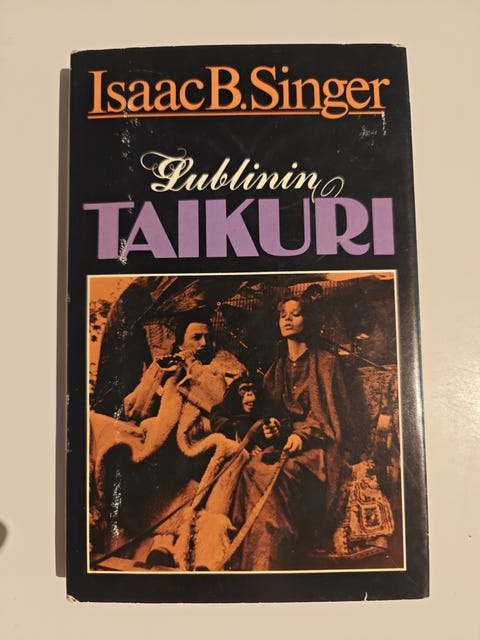 Isaac B. Singer
Lublinin
TAIKURI